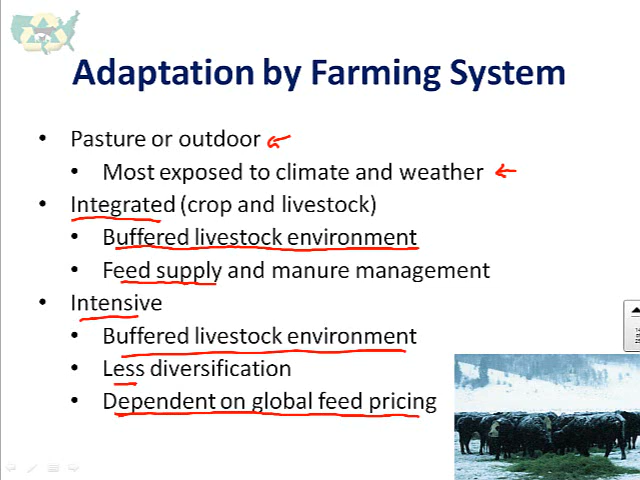 Adaptation by Farming System
• Pasture or outdoor
• Most exposed to climate and weather
• Integrated (crop and livestock)
• Buffered livestock environment
• Feed supply and manure management
• Intensive
• Buffered livestock environment
• Less diversification
• Dependent on global feed pricing